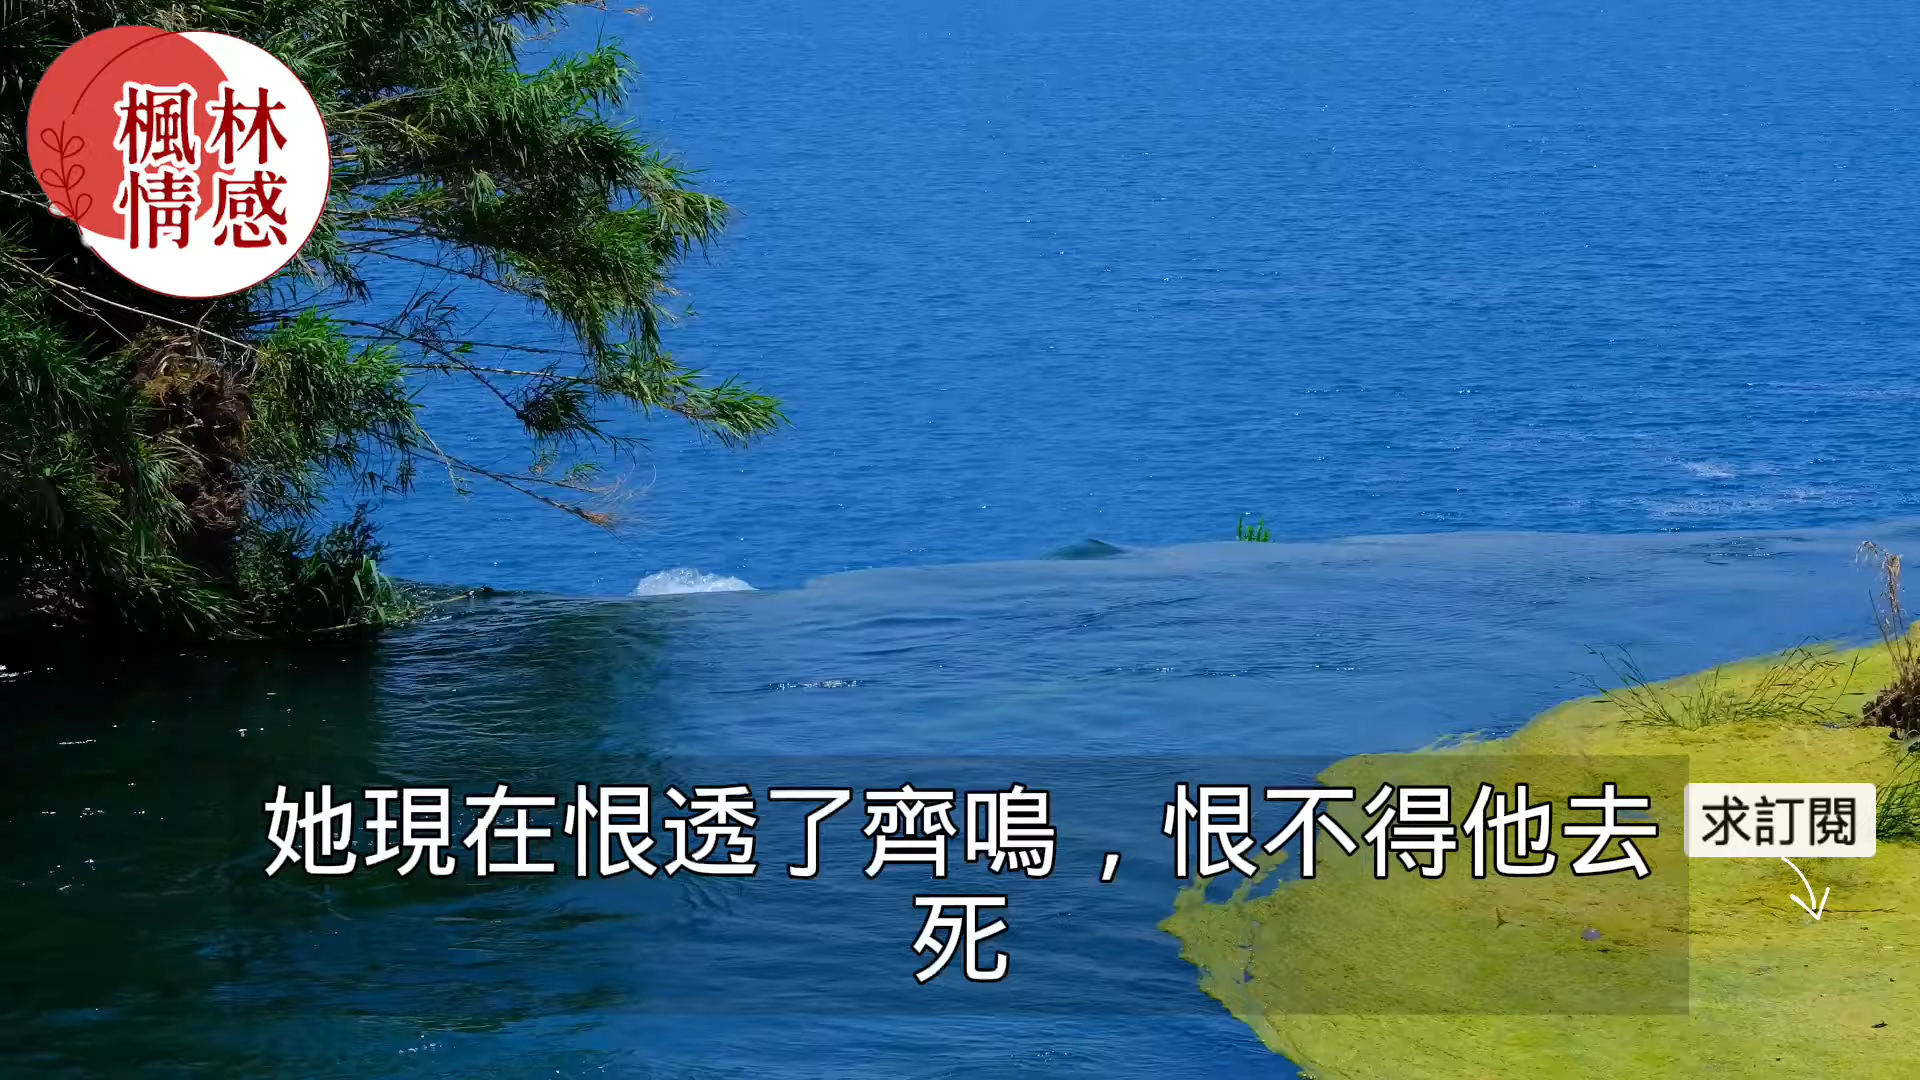 楓林
情感
她現在恨透了齊鳴，恨不得他去
死
求訂閱